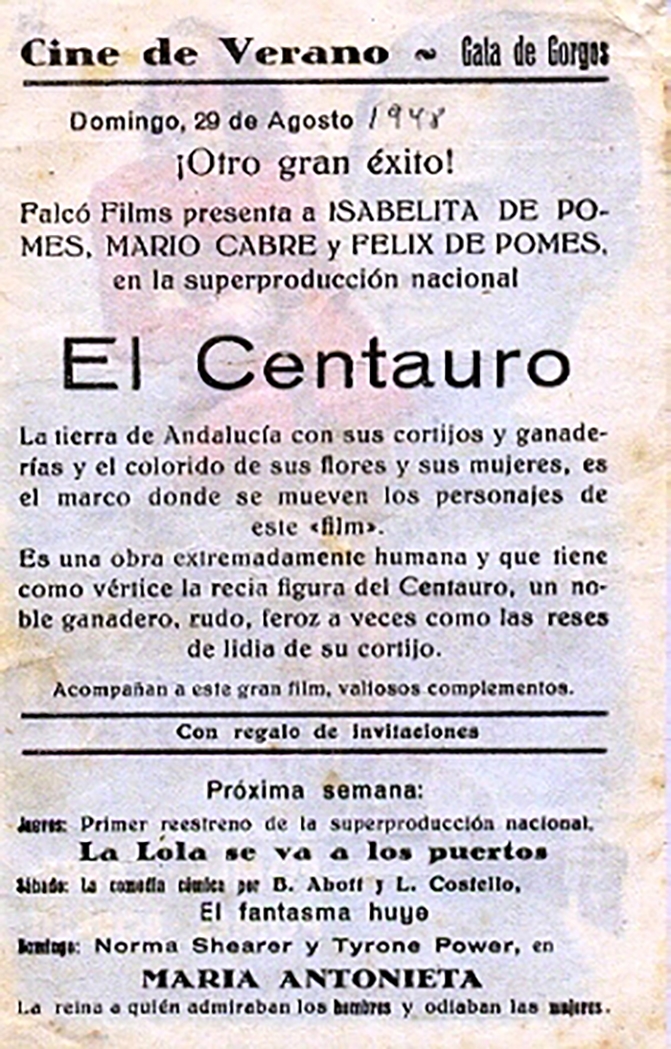 Cine de Verano ~ Gala de Gorgos
Domingo, 29 de Agosto 1948
¡Otro gran éxito!
Falcó Films presenta a ISABELITA DE PO-
MES, MARIO CABRE y FELIX DE POMES,
en la superproducción nacional
El Centauro
La tierra de Andalucía con sus cortijos y ganade-
rías y el colorido de sus flores y sus mujeres, es
el marco donde se mueven los personajes de
este «film».
Es una obra extremadamente humana y que tiene
como vértice la recia figura del Centauro, un no-
ble ganadero, rudo, feroz a veces como las reses
de lidia de su cortijo.
Acompañan a este gran film, valiosos complementos.
Con regalo de invitaciones
Próxima semana:
Jueves: Primer reestreno de la superproducción nacional,
La Lola se va a los puertos
Sábado: La comedia cómica por B. Abott y L. Costello,
El fantasma huye
Domingo: Norma Shearer y Tyrone Power, en
MARIA ANTONIETA
La reina a quién admiraban los hombres y odiaban las mujeres.